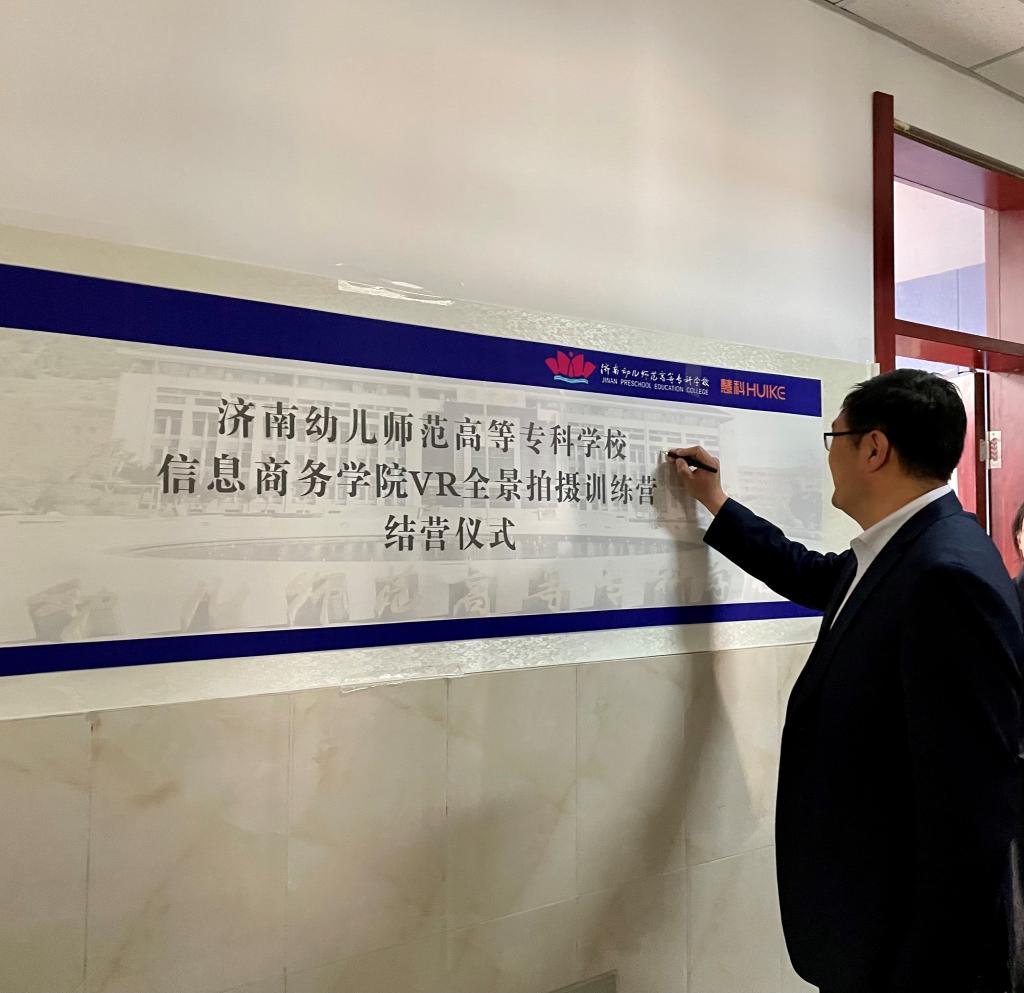 济南幼儿师范高等专科学校
JINAN PRESCHOOL EDUCATION COLLEGE
慧科HUIKE
济南幼儿师范高等专科学校
信息商务学院VR全景拍摄训练营
结营仪式